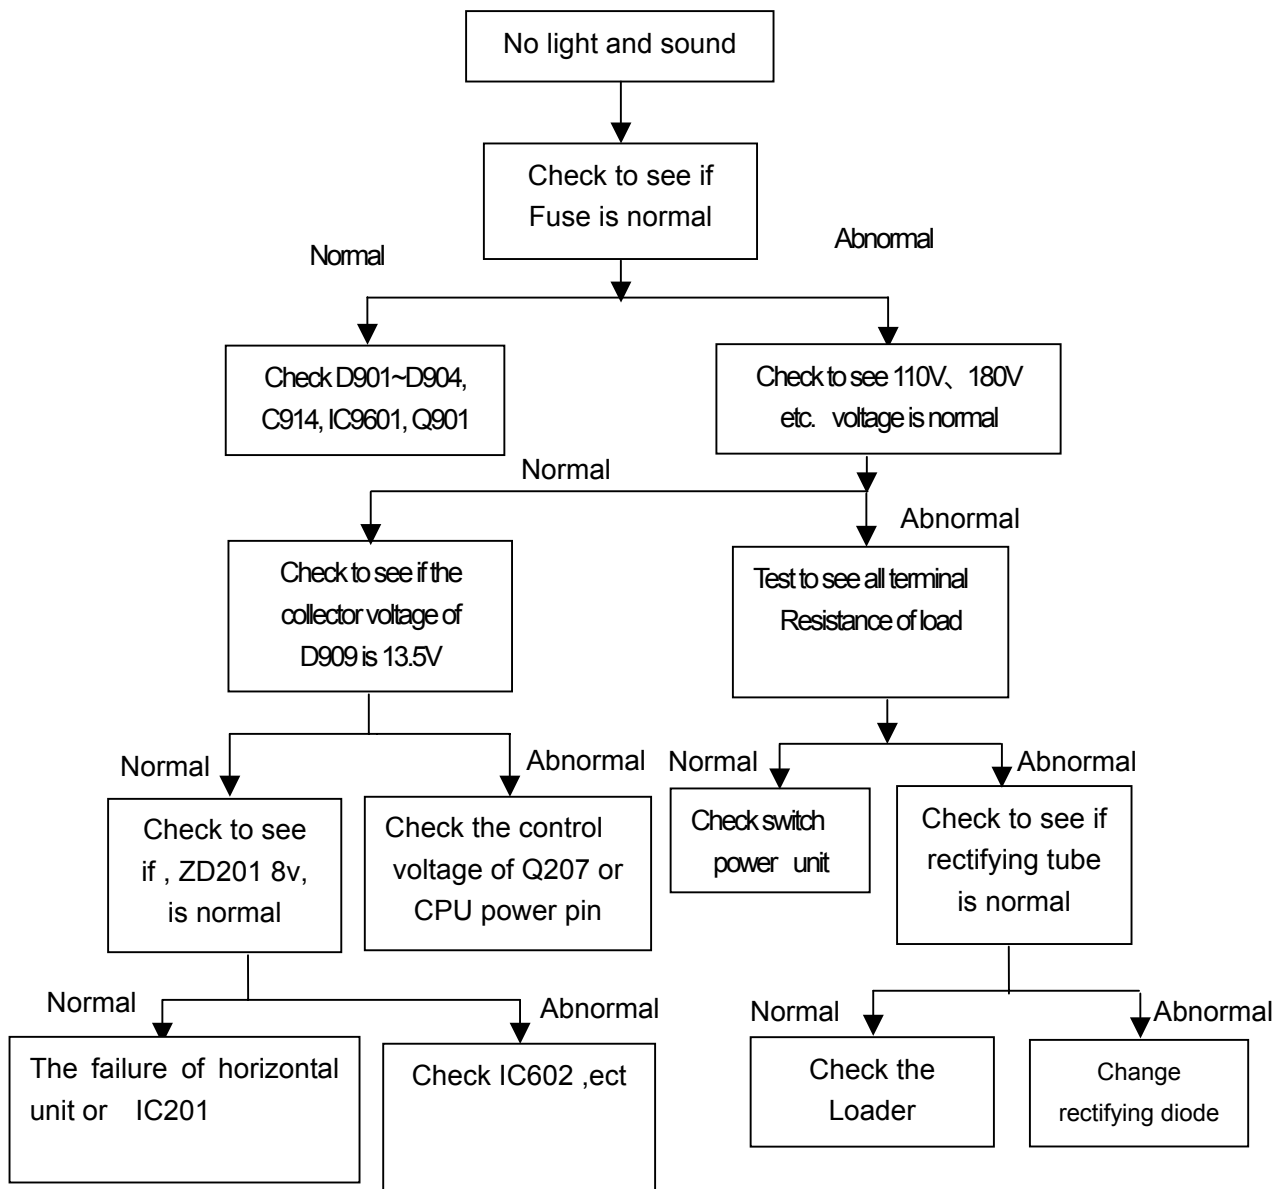 No light and sound
Check to see if
Fuse is normal
Normal
Abnormal
Check D901~D904,
C914, IC9601, Q901
Check to see 110V、180V
etc. voltage is normal
Normal
Abnormal
Check to see if the
collector voltage of
D909 is 13.5V
Test to see all terminal
Resistance of load
Normal
Abnormal
Normal
Abnormal
Check to see
if , ZD201 8v,
is normal
Check the control
voltage of Q207 or
CPU power pin
Check switch
power unit
Check to see if
rectifying tube
is normal
Normal
Abnormal
Normal
Abnormal
The failure of horizontal
unit or IC201
Check IC602 ,ect
Check the
Loader
Change
rectifying diode